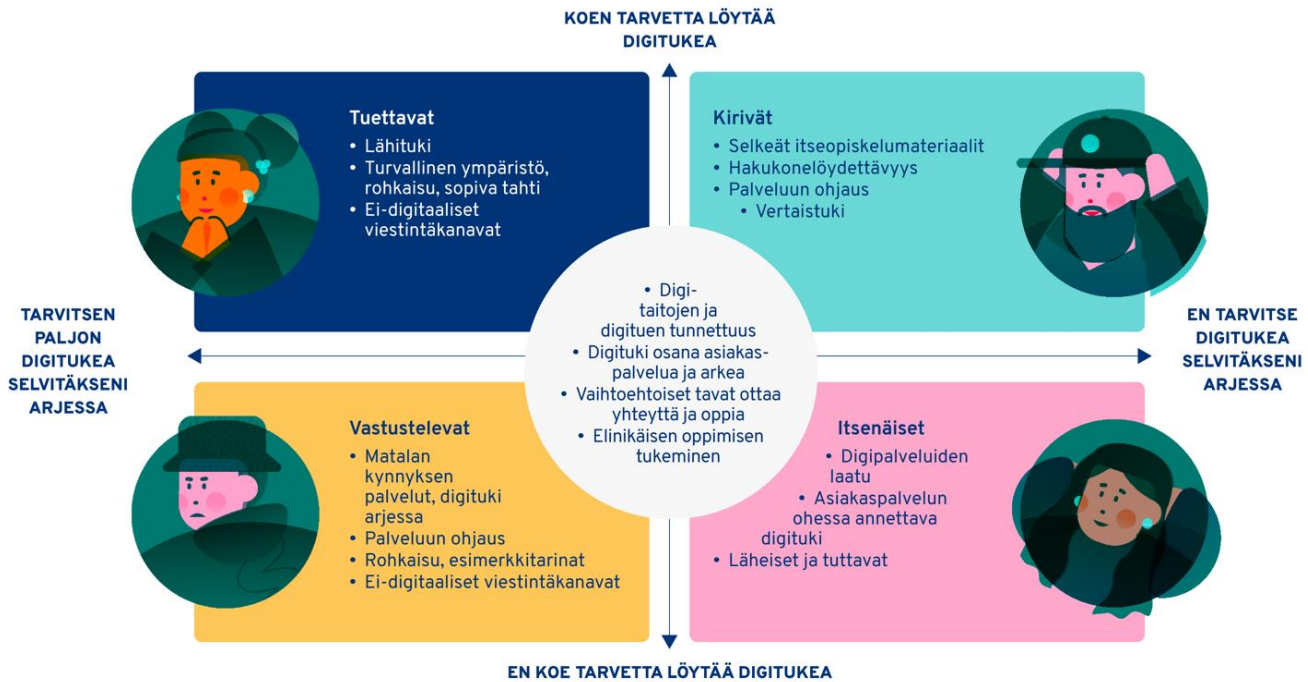 KOEN TARVETTA LÖYTÄÄ
DIGITUKEA
Tuettavat
• Lähituki
• Turvallinen ympäristö,
rohkaisu, sopiva tahti
• Ei-digitaaliset
viestintäkanavat
Kirivät
• Selkeät itseopiskelumateriaalit
• Hakukonelöydettävyys
• Palveluun ohjaus
• Vertaistuki
TARVITSEN
PALJON
DIGITUKEA
SELVITÄKSENI
ARJESSA
• Digi-
taitojen ja
digituen tunnettuus
• Digituki osana asiakas-
palvelua ja arkea
• Vaihtoehtoiset tavat ottaa
yhteyttä ja oppia
• Elinikäisen oppimisen
tukeminen
EN TARVITSE
DIGITUKEA
SELVITÄKSENI
ARJESSA
Vastustelevat
• Matalan
kynnyksen
palvelut, digituki
arjessa
• Palveluun ohjaus
• Rohkaisu, esimerkkitarinat
• Ei-digitaaliset viestintäkanavat
Itsenäiset
• Digipalveluiden
laatu
• Asiakaspalvelun
ohessa annettava
digituki
• Läheiset ja tuttavat
EN KOE TARVETTA LÖYTÄÄ DIGITUKEA